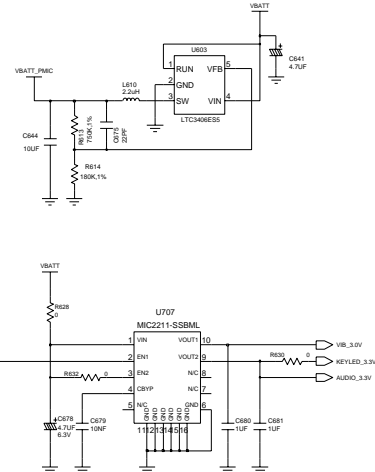 VBATT
U603
VBATT_PMIC
L610
2.2uH
1 RUN VFB 5
2 GND
3 SW VIN 4
LTC3406ES5
C641
4.7UF
C644
10UF
R613
750K,1%
C675
22PF
R614
180K,1%
VBATT
R628
0
U707
MIC2211-SSBML
1 VIN VOUT1 10
2 EN1 VOUT2 9
3 EN2 N/C 8
4 CBYP N/C 7
5 N/C GND 6
GND GND GND GND GND GND
11 12 13 14 15 16
R632 0
R630 0
VIB_3.0V
KEYLED_3.3V
AUDIO_3.3V
C678
4.7UF
6.3V
C679
10NF
C680
1UF
C681
1UF